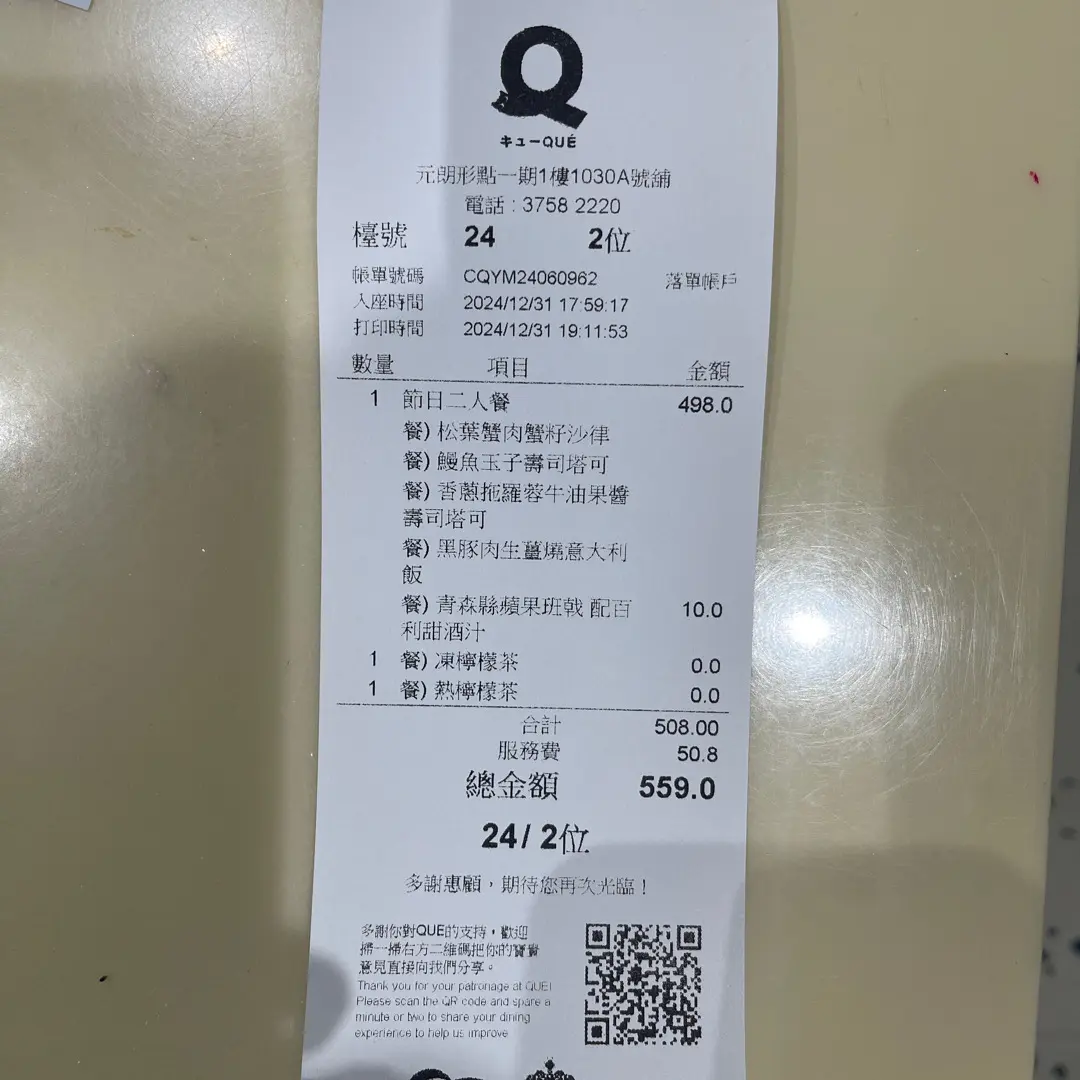 Q
キューQUÉ
元朗形點一期1樓1030A號舖
電話 : 3758 2220
檯號 24 2位
帳單號碼 CQYM24060962 落單帳戶
入座時間 2024/12/31 17:59:17
打印時間 2024/12/31 19:11:53
數量 項目 金額
1 節日二人餐 498.0
餐) 松葉蟹肉蟹籽沙律
餐) 鰻魚玉子壽司塔可
餐) 香蔥拖羅蓉牛油果醬
壽司塔可
餐) 黑豚肉生薑燒意大利
飯
餐) 青森縣蘋果班戟 配百 10.0
利甜酒汁
1 餐) 凍檸檬茶 0.0
1 餐) 熱檸檬茶 0.0
合計 508.00
服務費 50.8
總金額 559.0
24/ 2位
多謝惠顧，期待您再次光臨！
多謝你對QUE的支持，歡迎
掃一掃右方二維碼把你的寶貴
意見直接向我們分享。
Thank you for your patronage at QUE!
Please scan the QR code and spare a
minute or two to share your dining
experience to help us improve